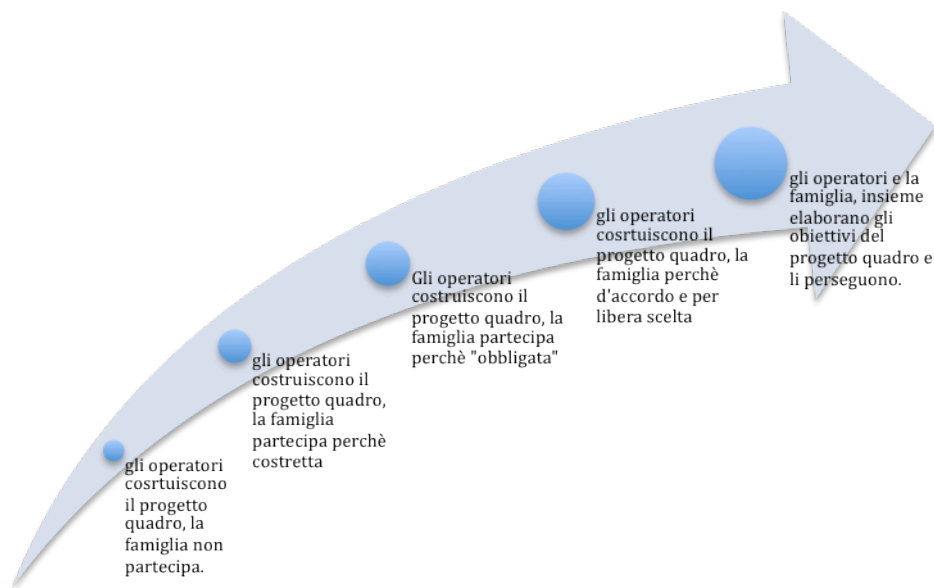 gli operatori
cosrtuiscono
il progetto
quadro, la
famiglia non
partecipa.
gli operatori
costruiscono il
progetto quadro,
la famiglia
partecipa perchè
costretta
Gli operatori
costruiscono il
progetto quadro, la
famiglia partecipa
perchè "obbligata"
gli operatori
cosrtuiscono il
progetto quadro, la
famiglia perchè
d'accordo e per
libera scelta
gli operatori e la
famiglia, insieme
elaborano gli
obiettivi del
progetto quadro e
li perseguono.